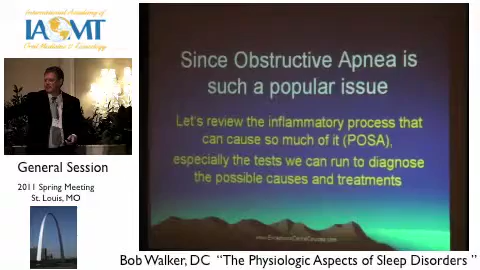 International Academy of
IAOMT
Oral Medicine & Toxicology
General Session
2011 Spring Meeting
St. Louis, MO
Since Obstructive Apnea is
such a popular issue
Let's review the inflammatory process that
can cause so much of it (POSA),
especially the tests we can run to diagnose
the possible causes and treatments
Bob Walker, DC "The Physiologic Aspects of Sleep Disorders "